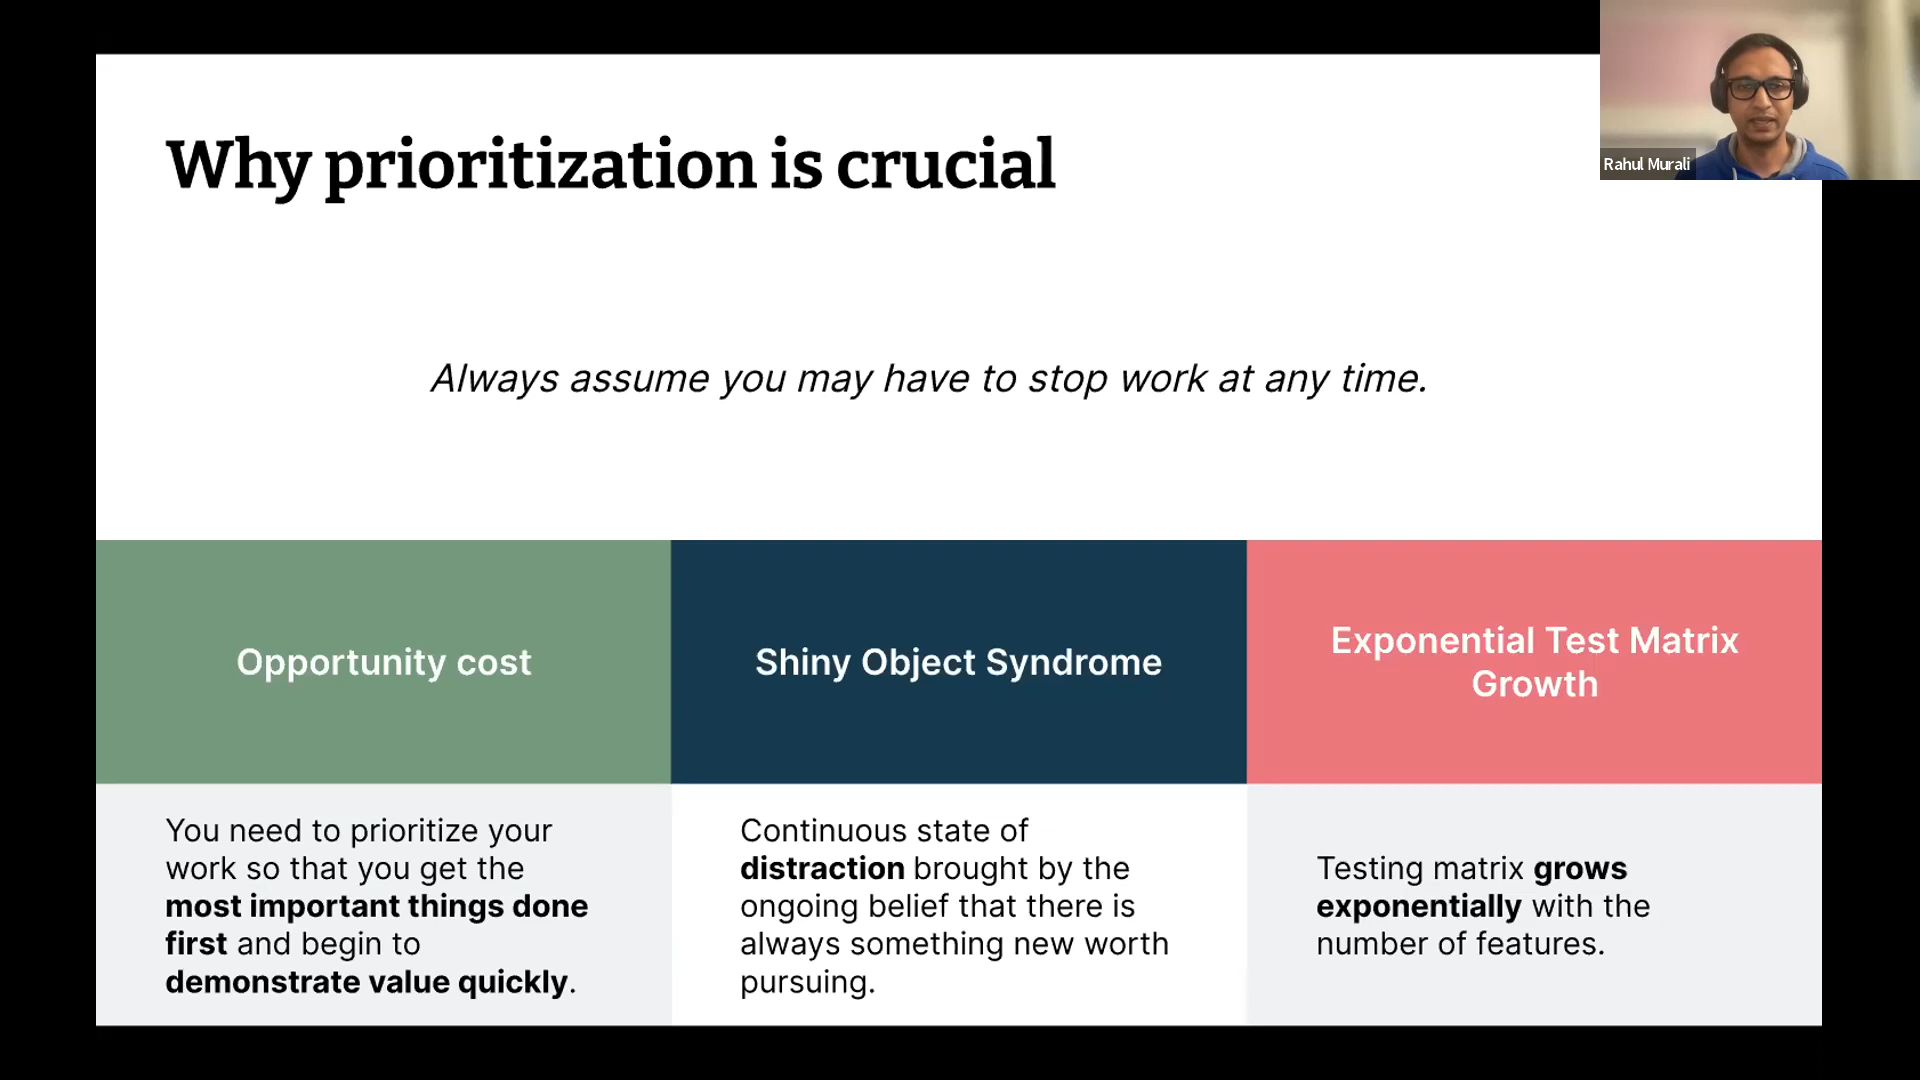 Why prioritization is crucial
Rahul Murali
Always assume you may have to stop work at any time.
Opportunity cost
Shiny Object Syndrome
Exponential Test Matrix
Growth
You need to prioritize your
work so that you get the
most important things done
first and begin to
demonstrate value quickly.
Continuous state of
distraction brought by the
ongoing belief that there is
always something new worth
pursuing.
Testing matrix grows
exponentially with the
number of features.